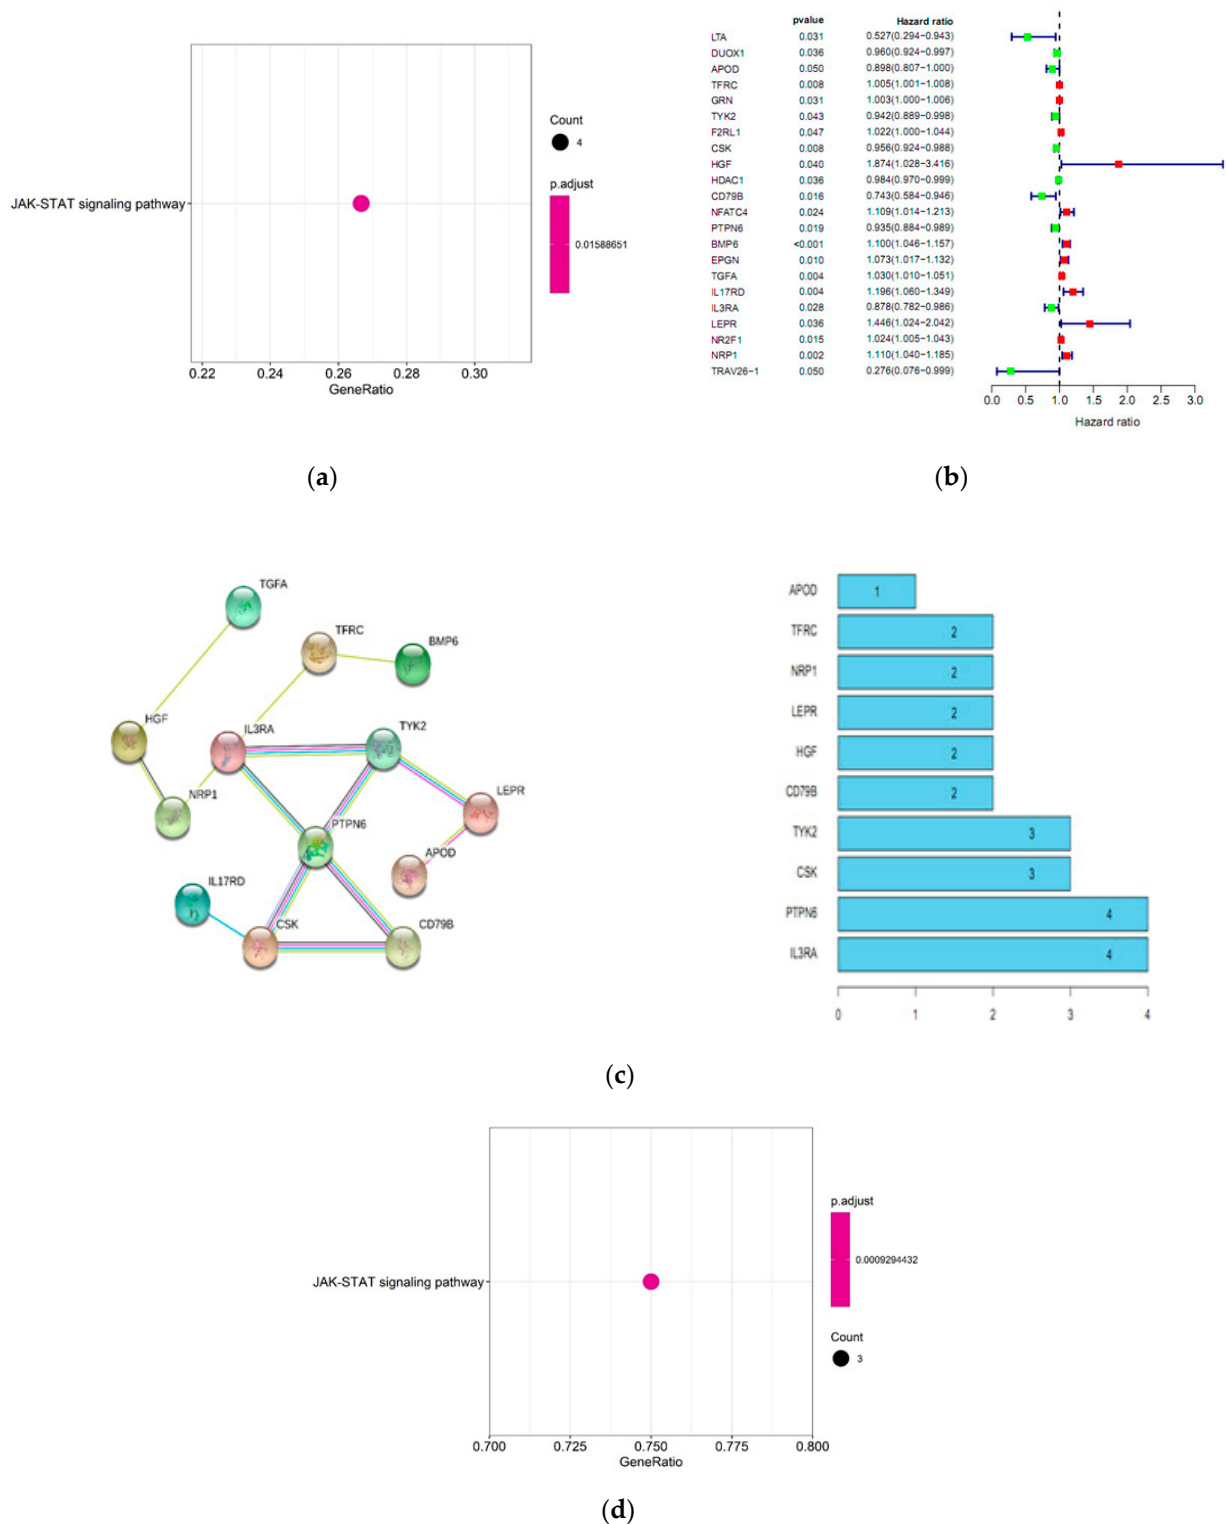 Count
4
p.adjust
0.01588651
JAK-STAT signaling pathway
0.22 0.24 0.26 0.28 0.30
GeneRatio
(a)
pvalue Hazard ratio
LTA 0.031 0.527(0.294−0.943)
DUOX1 0.036 0.960(0.924−0.997)
APOD 0.050 0.898(0.807−1.000)
TFRC 0.008 1.005(1.001−1.008)
GRN 0.031 1.003(1.000−1.006)
TYK2 0.043 0.942(0.889−0.998)
F2RL1 0.047 1.022(1.000−1.044)
CSK 0.008 0.956(0.924−0.988)
HGF 0.040 1.874(1.028−3.416)
HDAC1 0.036 0.984(0.970−0.999)
CD79B 0.016 0.743(0.584−0.946)
NFATC4 0.024 1.109(1.014−1.213)
PTPN6 0.019 0.935(0.884−0.989)
BMP6 <0.001 1.100(1.046−1.157)
EPGN 0.010 1.073(1.017−1.132)
TGFA 0.004 1.030(1.010−1.051)
IL17RD 0.004 1.196(1.060−1.349)
IL3RA 0.028 0.878(0.782−0.986)
LEPR 0.036 1.446(1.024−2.042)
NR2F1 0.015 1.024(1.005−1.043)
NRP1 0.002 1.110(1.040−1.185)
TRAV26−1 0.050 0.276(0.076−0.999)
0.0 0.5 1.0 1.5 2.0 2.5 3.0
Hazard ratio
(b)
TGFA
TFRC
BMP6
HGF
IL3RA
TYK2
NRP1
LEPR
PTPN6
APOD
IL17RD
CSK
CD79B
APOD 1
TFRC 2
NRP1 2
LEPR 2
HGF 2
CD79B 2
TYK2 3
CSK 3
PTPN6 4
IL3RA 4
0 1 2 3 4
(c)
p.adjust
0.0009294432
JAK-STAT signaling pathway
Count
3
0.700 0.725 0.750 0.775 0.800
GeneRatio
(d)